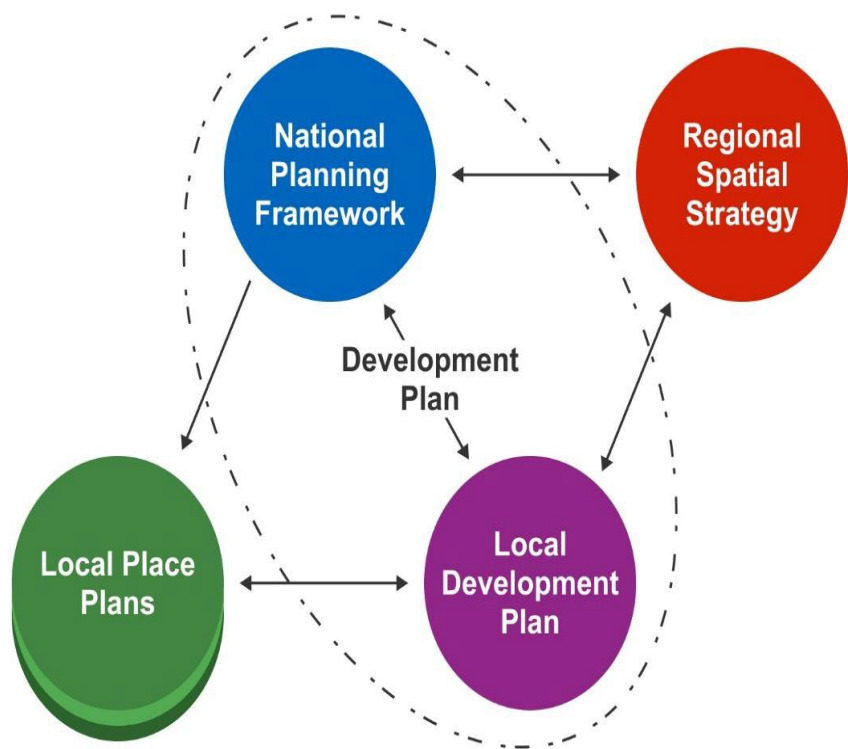 National
Planning
Framework
Regional
Spatial
Strategy
Development
Plan
Local Place
Plans
Local
Development
Plan